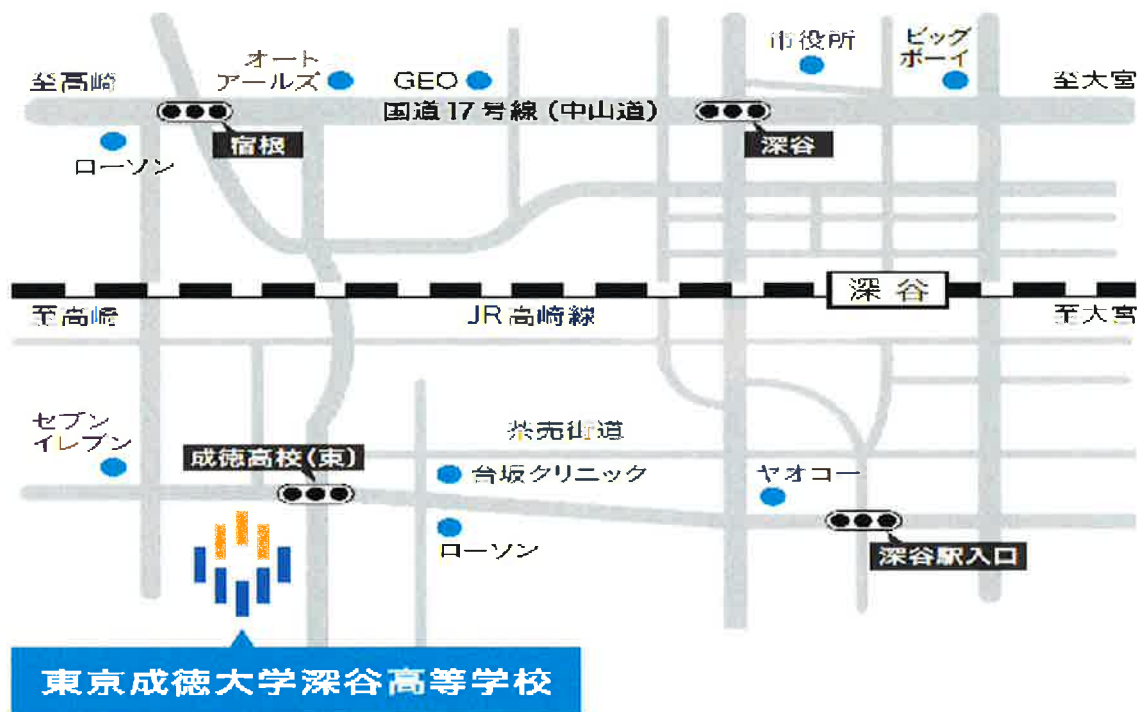 市役所
ビッグ
ボーイ
オート
アールズ
GEO
至高崎
至大宮
国道17号線(中山道)
宿根
深谷
ローソン
深谷
至高崎
JR高崎線
至大宮
セブン
イレブン
茶売街道
成徳高校(東)
台坂クリニック
ヤオコー
ローソン
深谷駅入口
東京成徳大学深谷高等学校